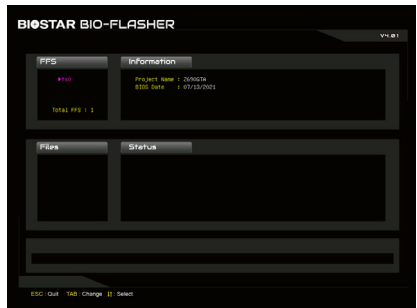 BIOSTAR BIO-FLASHER
V4.01
FFS
Information
Project Name : Z690GTA
BIOS Date : 07/13/2021
Total FFS : 1
Files
Status
ESC : Quit TAB : Change ↕ : Select